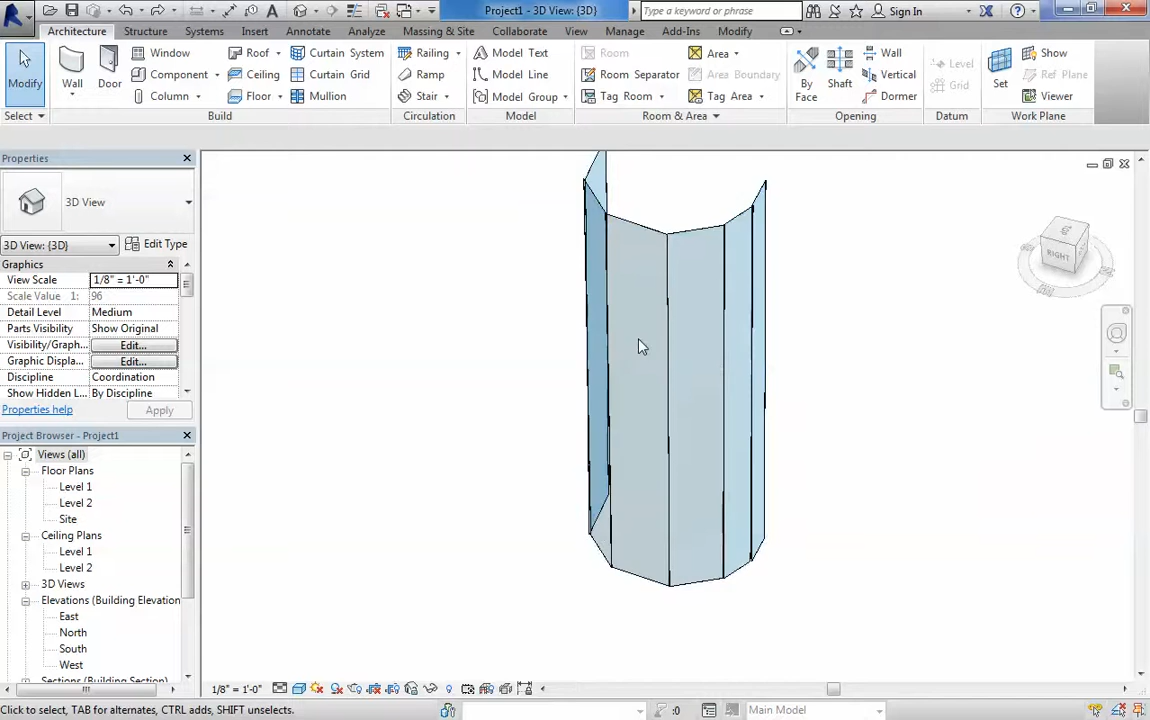 Project1 - 3D View: {3D}
Type a keyword or phrase
Sign In
Architecture Structure Systems Insert Annotate Analyze Massing & Site Collaborate View Manage Add-Ins Modify
Modify
Wall
Door
Window
Component
Column
Roof
Ceiling
Floor
Curtain System
Curtain Grid
Mullion
Railing
Ramp
Stair
Model Text
Model Line
Model Group
Room
Room Separator
Tag Room
Area
Area Boundary
Tag Area
By Face
Shaft
Wall
Vertical
Dormer
Level
Grid
Set
Show
Ref Plane
Viewer
Select Build Circulation Model Room & Area Opening Datum Work Plane
Properties
3D View
3D View: {3D} Edit Type
Graphics
View Scale 1/8" = 1'-0"
Scale Value 1: 96
Detail Level Medium
Parts Visibility Show Original
Visibility/Graph... Edit...
Graphic Displa... Edit...
Discipline Coordination
Show Hidden L... By Discipline
Properties help Apply
Project Browser - Project1
Views (all)
Floor Plans
Level 1
Level 2
Site
Ceiling Plans
Level 1
Level 2
3D Views
Elevations (Building Elevation
East
North
South
West
Sections (Building Section)
RIGHT
1/8" = 1'-0"
Click to select, TAB for alternates, CTRL adds, SHIFT unselects.
:0
Main Model